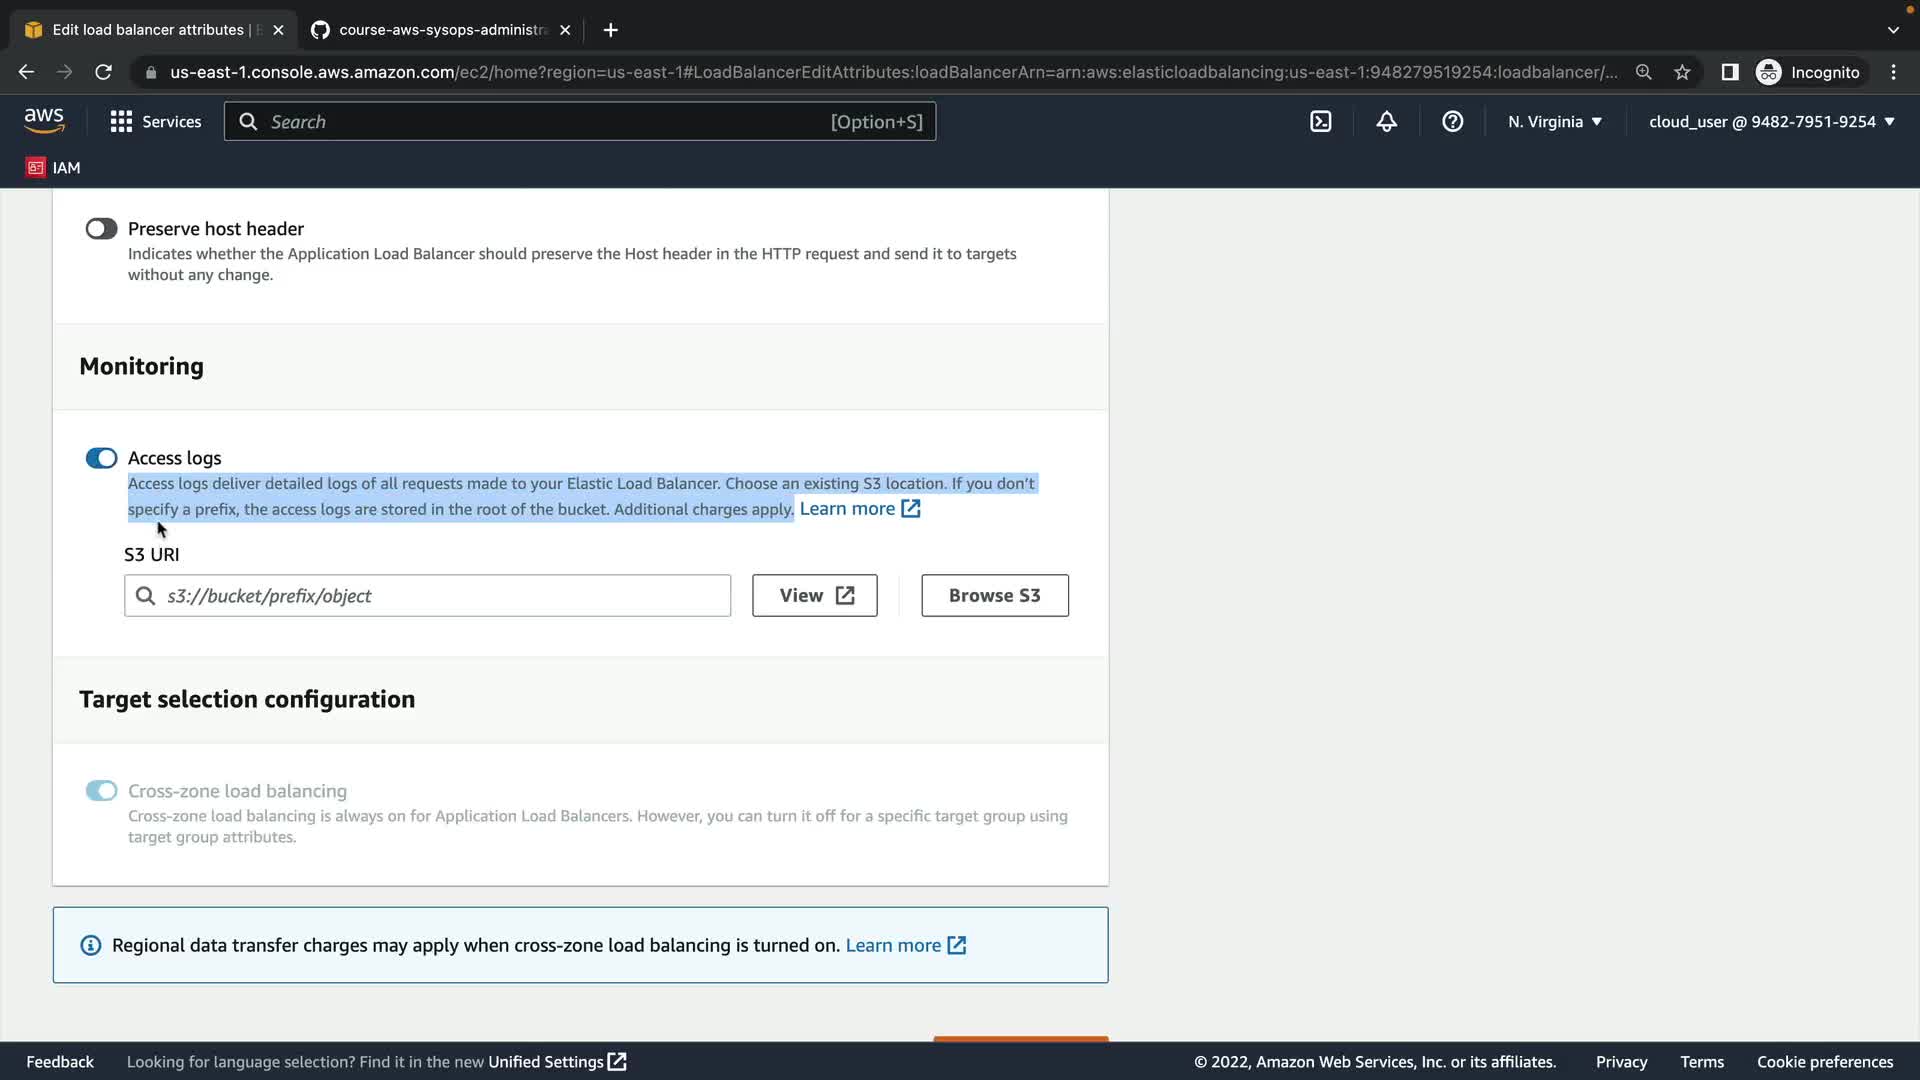 Edit load balancer attributes |
course-aws-sysops-administra
us-east-1.console.aws.amazon.com/ec2/home?region=us-east-1#LoadBalancerEditAttributes:loadBalancerArn=arn:aws:elasticloadbalancing:us-east-1:948279519254:loadbalancer/...
Incognito
aws
Services
Search
[Option+S]
N. Virginia
cloud_user @ 9482-7951-9254
IAM
Preserve host header
Indicates whether the Application Load Balancer should preserve the Host header in the HTTP request and send it to targets
without any change.
Monitoring
Access logs
Access logs deliver detailed logs of all requests made to your Elastic Load Balancer. Choose an existing S3 location. If you don't
specify a prefix, the access logs are stored in the root of the bucket. Additional charges apply. Learn more
S3 URI
s3://bucket/prefix/object
View
Browse S3
Target selection configuration
Cross-zone load balancing
Cross-zone load balancing is always on for Application Load Balancers. However, you can turn it off for a specific target group using
target group attributes.
Regional data transfer charges may apply when cross-zone load balancing is turned on. Learn more
Feedback
Looking for language selection? Find it in the new Unified Settings
© 2022, Amazon Web Services, Inc. or its affiliates.
Privacy
Terms
Cookie preferences